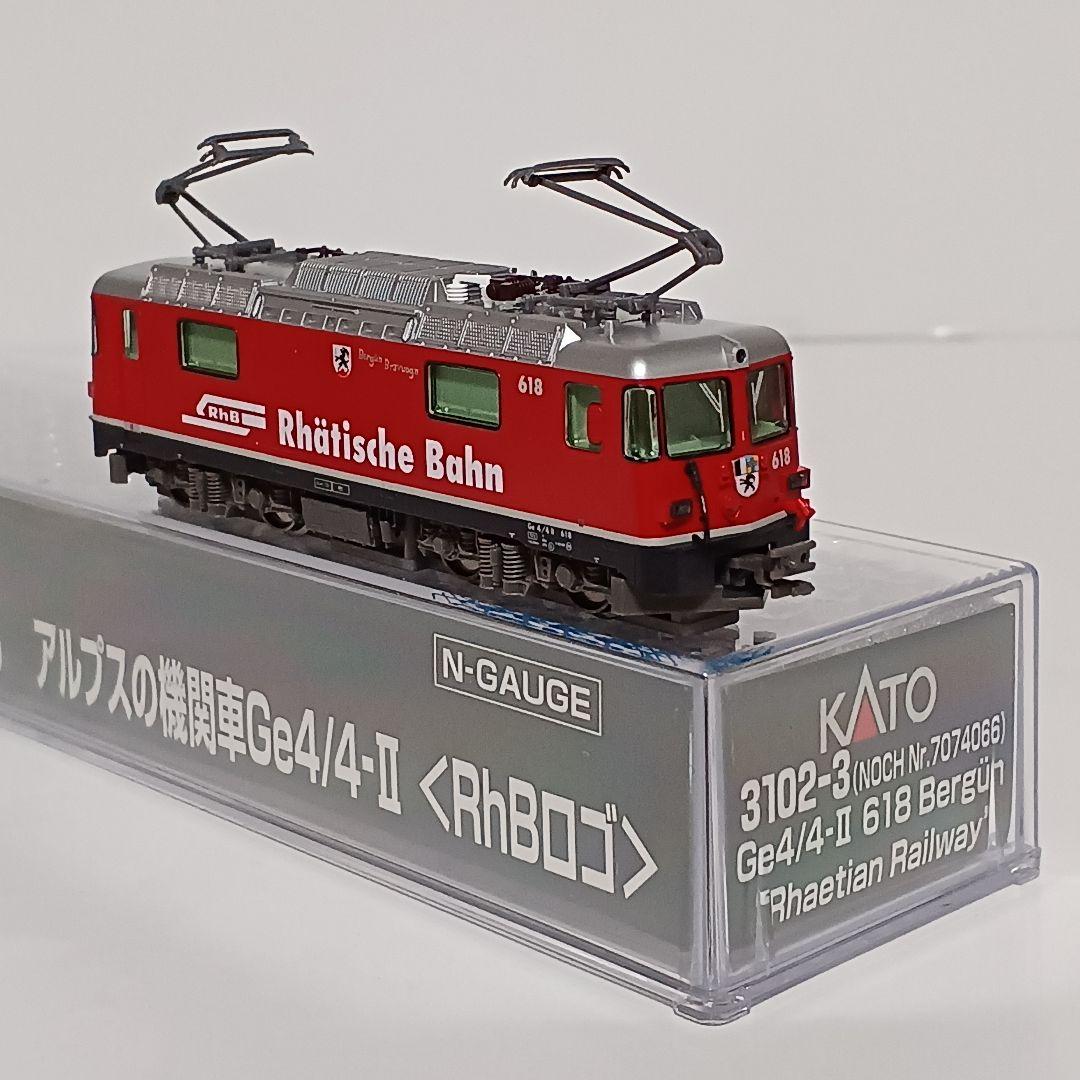 Bergün Bravuogn
618
RhB
Rhätische Bahn
618
Ge 4/4 II 618
N-GAUGE
アルプスの機関車Ge4/4-II <RhBロゴ>
KATO
3102-3 (NOCH Nr.7074066)
Ge4/4-II 618 Bergün
"Rhaetian Railway"